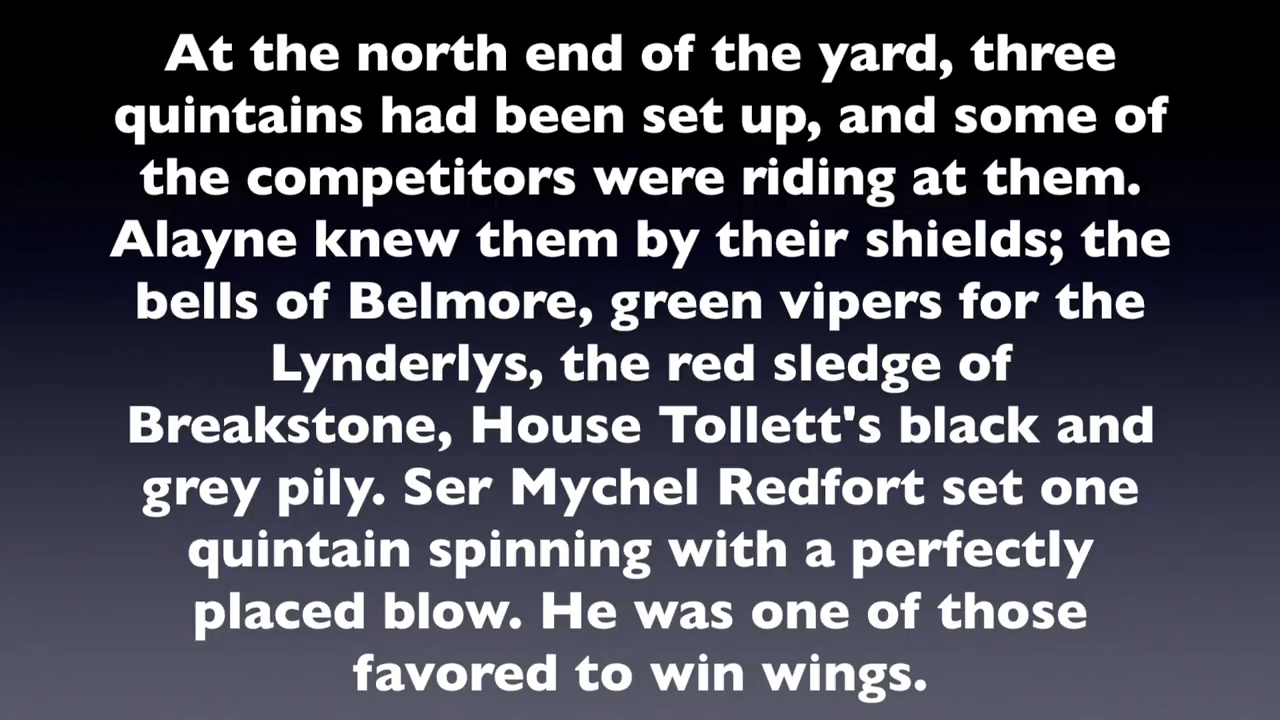 At the north end of the yard, three
quintains had been set up, and some of
the competitors were riding at them.
Alayne knew them by their shields; the
bells of Belmore, green vipers for the
Lynderlys, the red sledge of
Breakstone, House Tollett's black and
grey pily. Ser Mychel Redfort set one
quintain spinning with a perfectly
placed blow. He was one of those
favored to win wings.